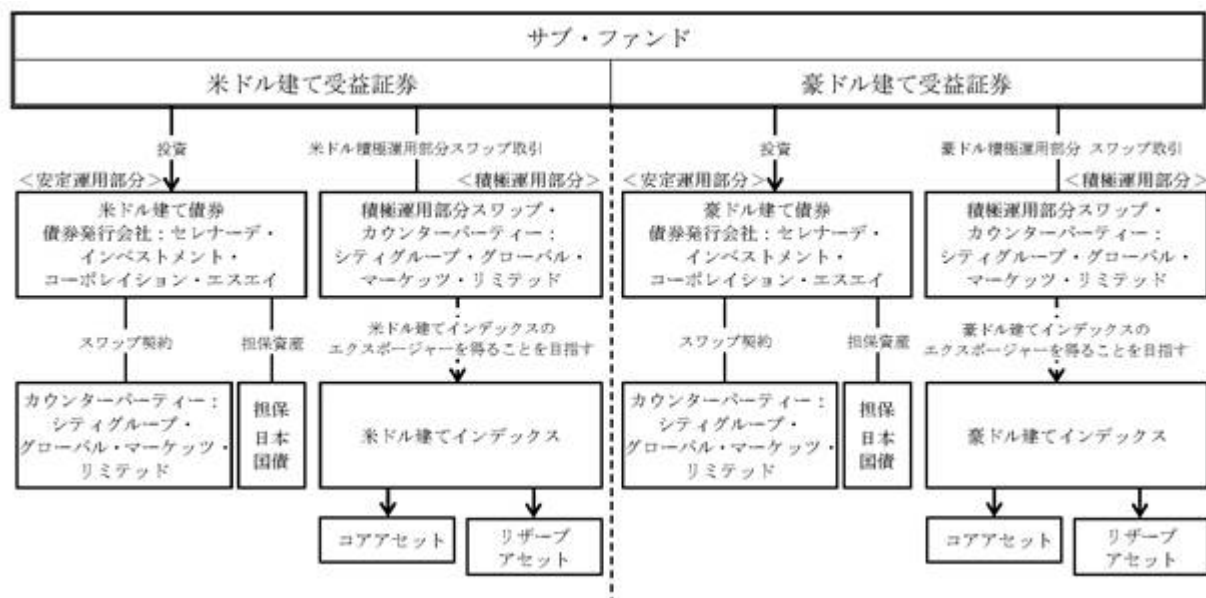 サブ・ファンド
米ドル建て受益証券
豪ドル建て受益証券
投資
米ドル積極運用部分スワップ取引
＜安定運用部分＞
＜積極運用部分＞
米ドル建て債券
債券発行会社：セレナーデ・
インベストメント・
コーポレイション・エスエイ
積極運用部分スワップ・
カウンターパーティー：
シティグループ・グローバル・
マーケッツ・リミテッド
スワップ契約
担保資産
米ドル建てインデックスの
エクスポージャーを得ることを目指す
カウンターパーティー：
シティグループ・
グローバル・マーケッツ・
リミテッド
担保
日本
国債
米ドル建てインデックス
コアアセット
リザーブ
アセット
投資
豪ドル積極運用部分 スワップ取引
＜安定運用部分＞
＜積極運用部分＞
豪ドル建て債券
債券発行会社：セレナーデ・
インベストメント・
コーポレイション・エスエイ
積極運用部分スワップ・
カウンターパーティー：
シティグループ・グローバル・
マーケッツ・リミテッド
スワップ契約
担保資産
豪ドル建てインデックスの
エクスポージャーを得ることを目指す
カウンターパーティー：
シティグループ・
グローバル・マーケッツ・
リミテッド
担保
日本
国債
豪ドル建てインデックス
コアアセット
リザーブ
アセット